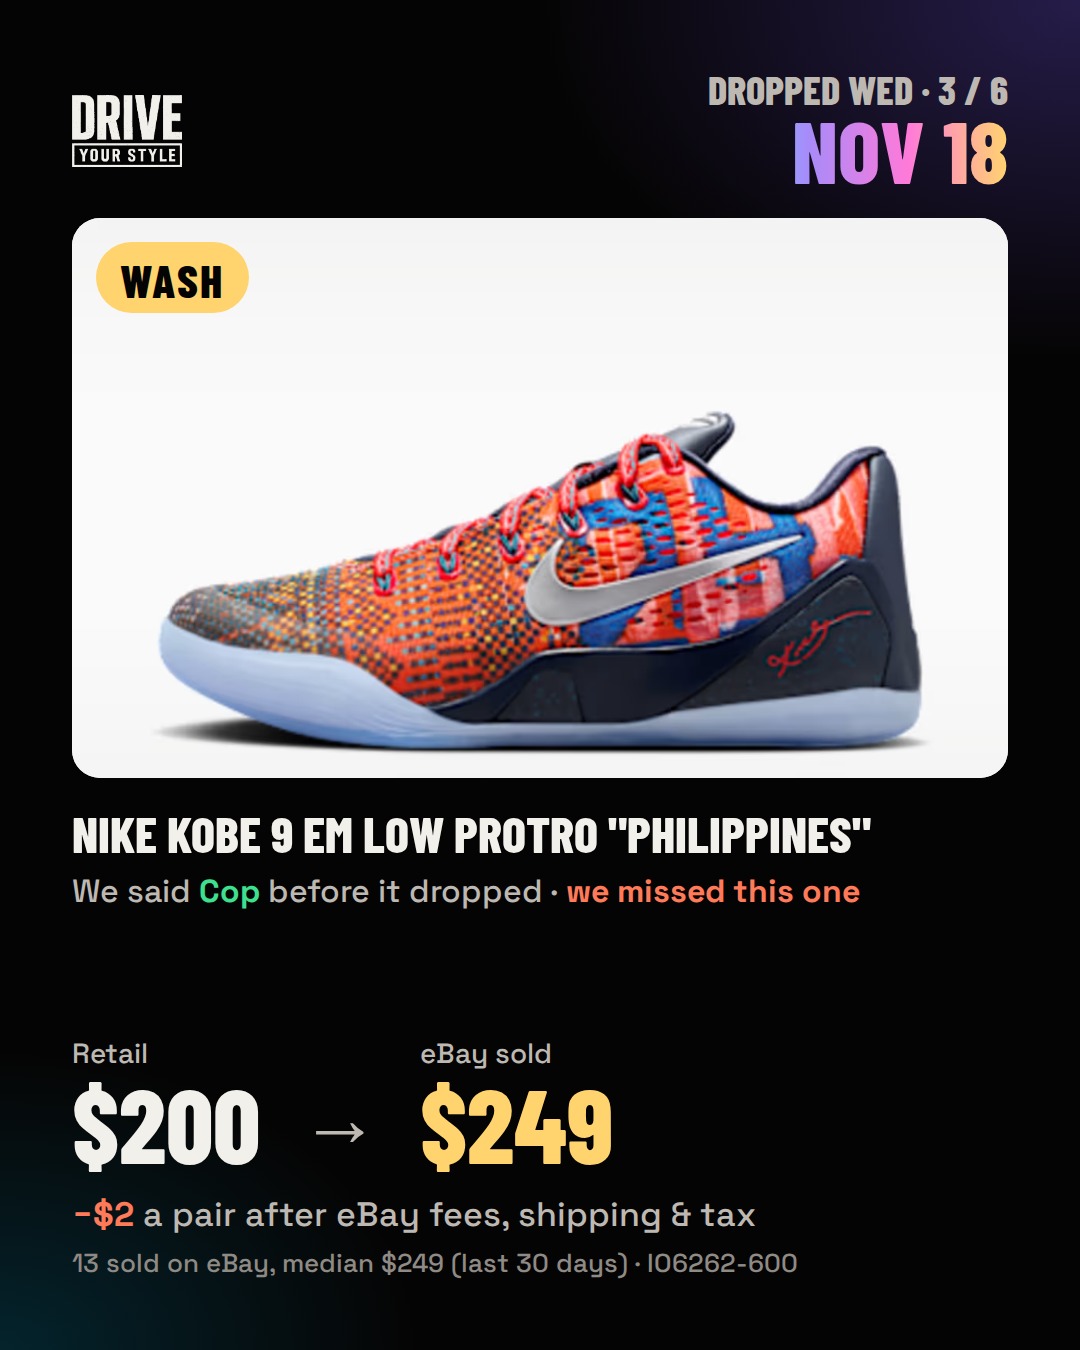 DRIVE
YOUR STYLE
DROPPED WED · 3 / 6
NOV 18
WASH
Kobe
NIKE KOBE 9 EM LOW PROTRO "PHILIPPINES"
We said Cop before it dropped · we missed this one
Retail
eBay sold
$200 → $249
-$2 a pair after eBay fees, shipping & tax
13 sold on eBay, median $249 (last 30 days) · IO6262-600